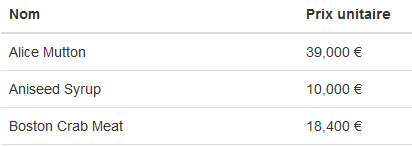 Nom Prix unitaire
Alice Mutton 39,000 €
Aniseed Syrup 10,000 €
Boston Crab Meat 18,400 €